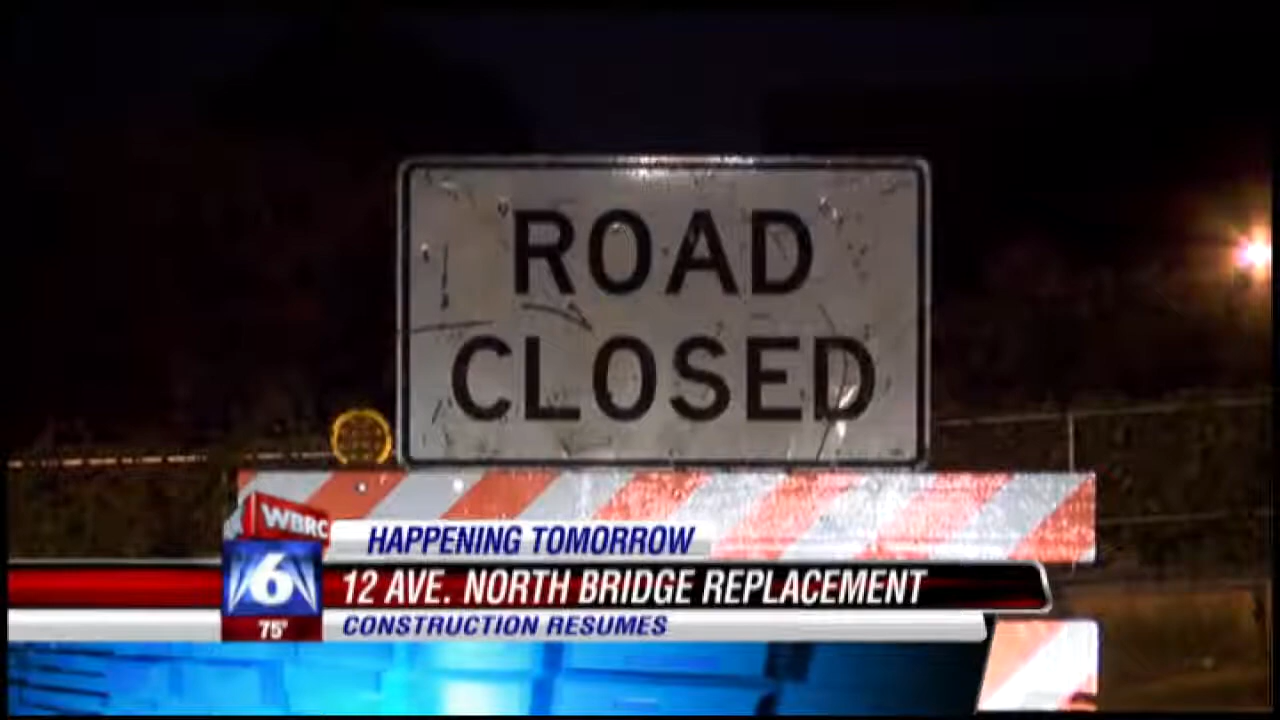 ROAD
CLOSED
WBRC
HAPPENING TOMORROW
6
12 AVE. NORTH BRIDGE REPLACEMENT
75°
CONSTRUCTION RESUMES